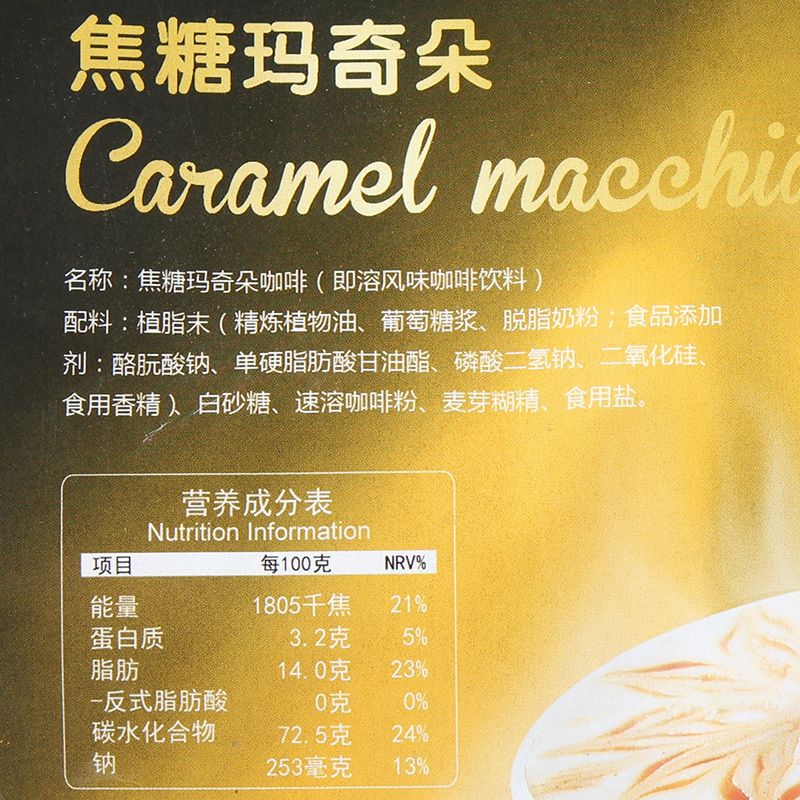 焦糖玛奇朵
Caramel macchia
名称：焦糖玛奇朵咖啡（即溶风味咖啡饮料）
配料：植脂末（精炼植物油、葡萄糖浆、脱脂奶粉；食品添加
剂：酪朊酸钠、单硬脂肪酸甘油酯、磷酸二氢钠、二氧化硅、
食用香精）、白砂糖、速溶咖啡粉、麦芽糊精、食用盐。
营养成分表
Nutrition Information
项目 每100克 NRV%
能量 1805千焦 21%
蛋白质 3.2克 5%
脂肪 14.0克 23%
-反式脂肪酸 0克 0%
碳水化合物 72.5克 24%
钠 253毫克 13%